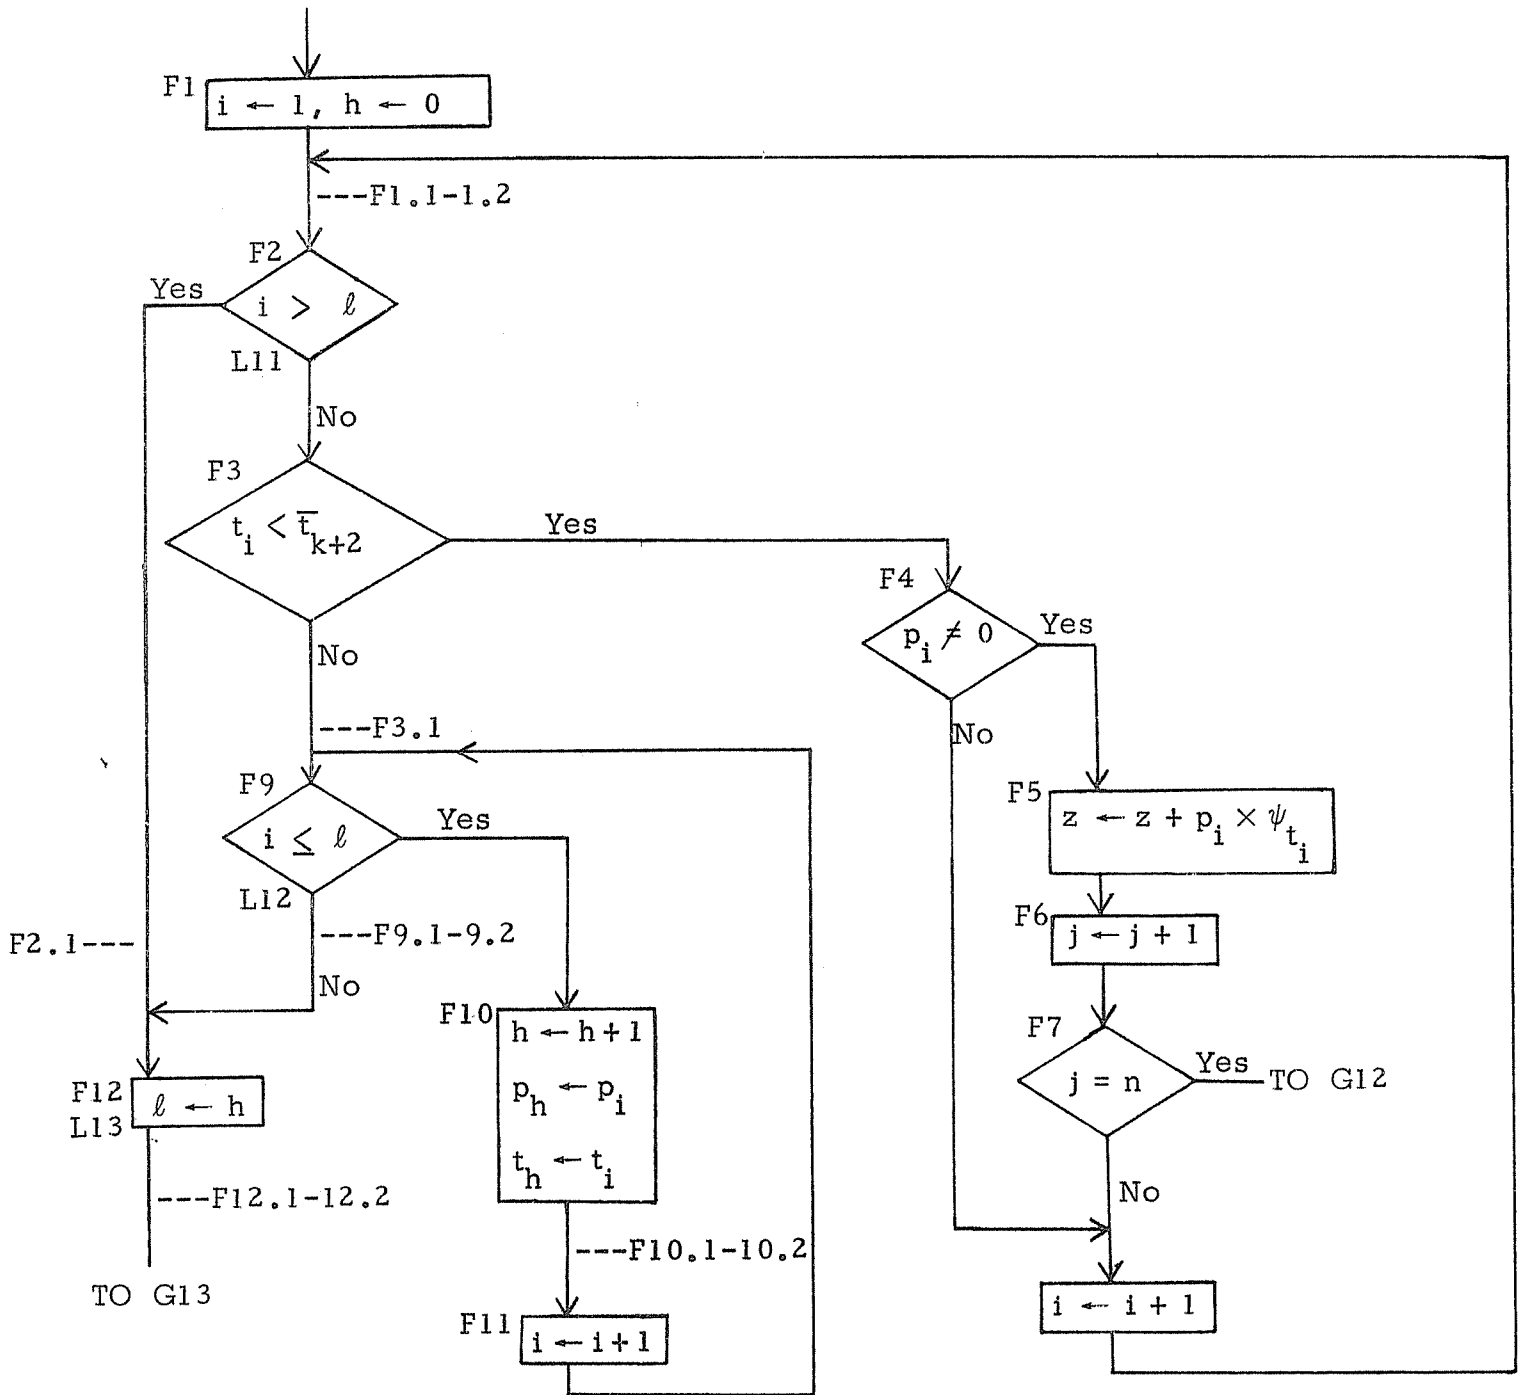 F1
i ← 1, h ← 0
---F1.1-1.2
F2
Yes
i > ℓ
L11
No
F3
t_i < t̅_{k+2}
Yes
No
---F3.1
F4
p_i ≠ 0
Yes
No
F5
z ← z + p_i × ψ_{t_i}
F6
j ← j + 1
F7
j = n
Yes
TO G12
No
i ← i + 1
F9
i ≤ ℓ
Yes
L12
---F9.1-9.2
No
F2.1---
F10
h ← h+1
p_h ← p_i
t_h ← t_i
---F10.1-10.2
F11
i ← i+1
F12
L13
ℓ ← h
---F12.1-12.2
TO G13